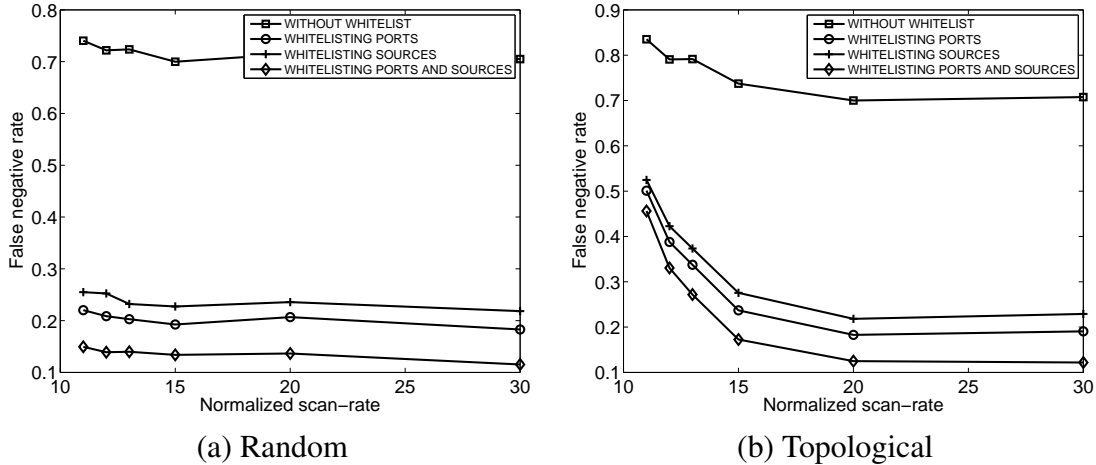 0.8
0.7
0.6
0.5
0.4
0.3
0.2
0.1
False negative rate
WITHOUT WHITELIST
WHITELISTING PORTS
WHITELISTING SOURCES
WHITELISTING PORTS AND SOURCES
10 15 20 25 30
Normalized scan−rate
(a) Random
0.9
0.8
0.7
0.6
0.5
0.4
0.3
0.2
0.1
False negative rate
WITHOUT WHITELIST
WHITELISTING PORTS
WHITELISTING SOURCES
WHITELISTING PORTS AND SOURCES
10 15 20 25 30
Normalized scan−rate
(b) Topological